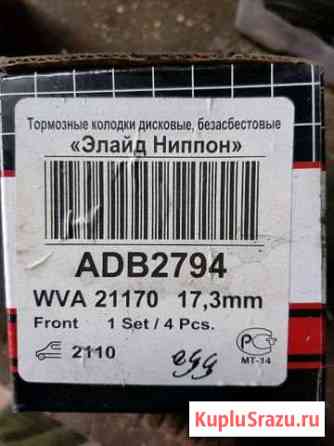 Тормозные колодки дисковые, безасбестовые
«Элайд Ниппон»
ADB2794
WVA 21170 17,3mm
Front 1 Set / 4 Pcs.
2110
МТ-34
KupluSrazu.ru